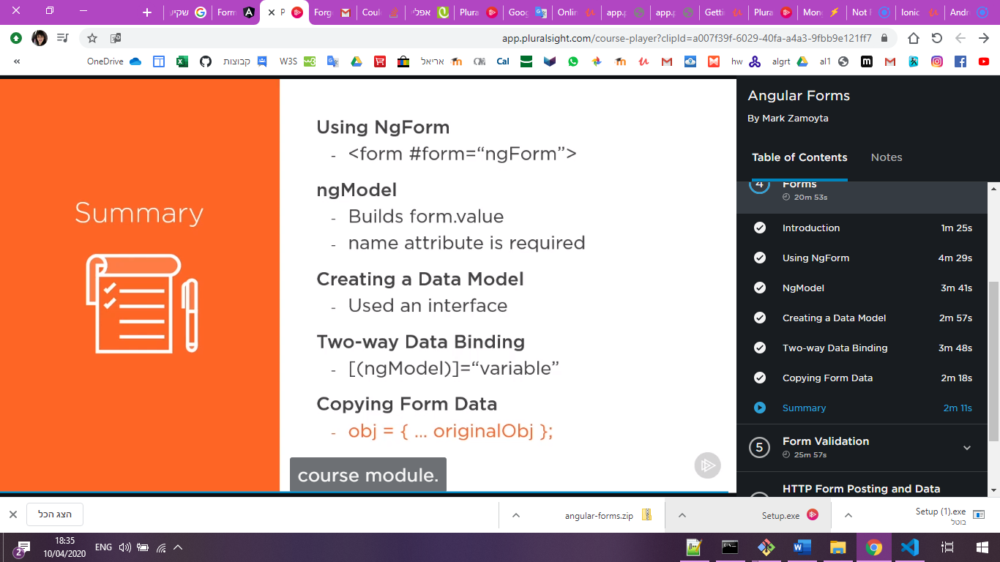 שקיי
Form
P
Forg
Coul
אפלי
Plura
Goog
Onlin
app.p
app.p
Getti
Plura
Mong
Not F
Ionic
Andr
app.pluralsight.com/course-player?clipId=a007f39f-6029-40fa-a4a3-9fbb9e121ff7
«
OneDrive
קבוצות
W3S
אריאל
Cal
hw
algrt
al1
Summary
Using NgForm
- <form #form=“ngForm”>
ngModel
- Builds form.value
- name attribute is required
Creating a Data Model
- Used an interface
Two-way Data Binding
- [(ngModel)]=“variable”
Copying Form Data
- obj = { ... originalObj };
course module.
Angular Forms
By Mark Zamoyta
Table of Contents
Notes
4
Forms
20m 53s
Introduction
1m 25s
Using NgForm
4m 29s
NgModel
3m 41s
Creating a Data Model
2m 57s
Two-way Data Binding
3m 48s
Copying Form Data
2m 18s
Summary
2m 11s
5
Form Validation
25m 57s
HTTP Form Posting and Data
הצג הכל
angular-forms.zip
Setup.exe
Setup (1).exe
בוטל
2
18:35
10/04/2020
ENG